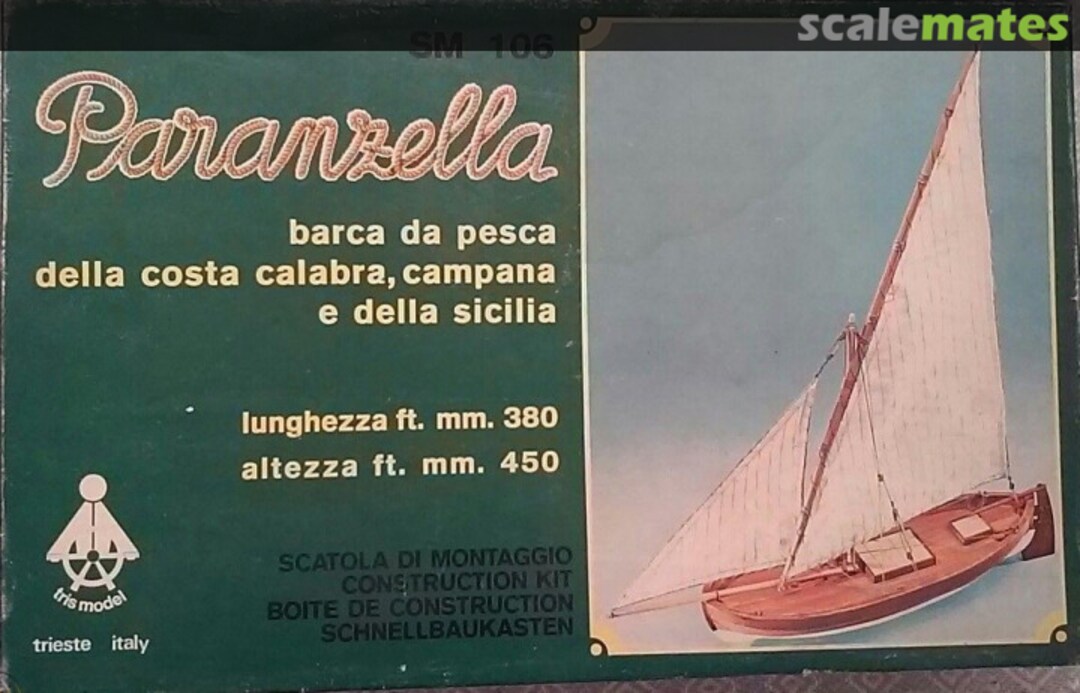 scalemates
SM 106
Paranzella
barca da pesca
della costa calabra, campana
e della sicilia
lunghezza ft. mm. 380
altezza ft. mm. 450
SCATOLA DI MONTAGGIO
CONSTRUCTION KIT
BOITE DE CONSTRUCTION
SCHNELLBAUKASTEN
tris model
trieste italy